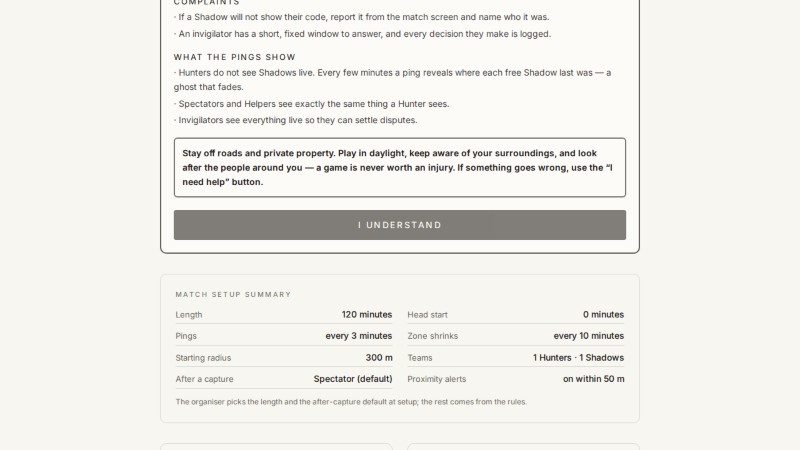 COMPLAINTS
· If a Shadow will not show their code, report it from the match screen and name who it was.
· An invigilator has a short, fixed window to answer, and every decision they make is logged.
WHAT THE PINGS SHOW
· Hunters do not see Shadows live. Every few minutes a ping reveals where each free Shadow last was — a
ghost that fades.
· Spectators and Helpers see exactly the same thing a Hunter sees.
· Invigilators see everything live so they can settle disputes.
Stay off roads and private property. Play in daylight, keep aware of your surroundings, and look
after the people around you — a game is never worth an injury. If something goes wrong, use the “I
need help” button.
I UNDERSTAND
MATCH SETUP SUMMARY
Length 120 minutes Head start 0 minutes
Pings every 3 minutes Zone shrinks every 10 minutes
Starting radius 300 m Teams 1 Hunters · 1 Shadows
After a capture Spectator (default) Proximity alerts on within 50 m
The organiser picks the length and the after-capture default at setup; the rest comes from the rules.